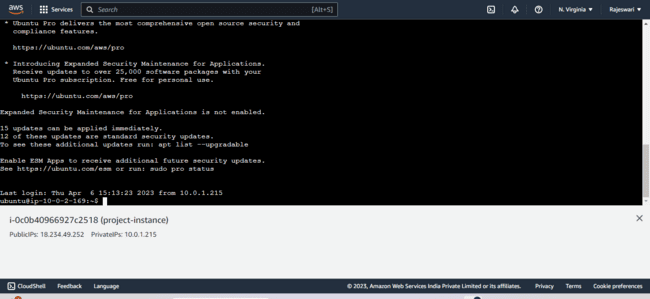 aws
Services
Search
[Alt+S]
N. Virginia
Rajeswari
* Ubuntu Pro delivers the most comprehensive open source security and
compliance features.
https://ubuntu.com/aws/pro
* Introducing Expanded Security Maintenance for Applications.
Receive updates to over 25,000 software packages with your
Ubuntu Pro subscription. Free for personal use.
https://ubuntu.com/aws/pro
Expanded Security Maintenance for Applications is not enabled.
15 updates can be applied immediately.
12 of these updates are standard security updates.
To see these additional updates run: apt list --upgradable
Enable ESM Apps to receive additional future security updates.
See https://ubuntu.com/esm or run: sudo pro status
Last login: Thu Apr  6 15:13:23 2023 from 10.0.1.215
ubuntu@ip-10-0-2-169:~$
i-0c0b40966927c2518 (project-instance)
PublicIPs: 18.234.49.252 PrivateIPs: 10.0.1.215
CloudShell Feedback Language
© 2023, Amazon Web Services India Private Limited or its affiliates. Privacy Terms Cookie preferences